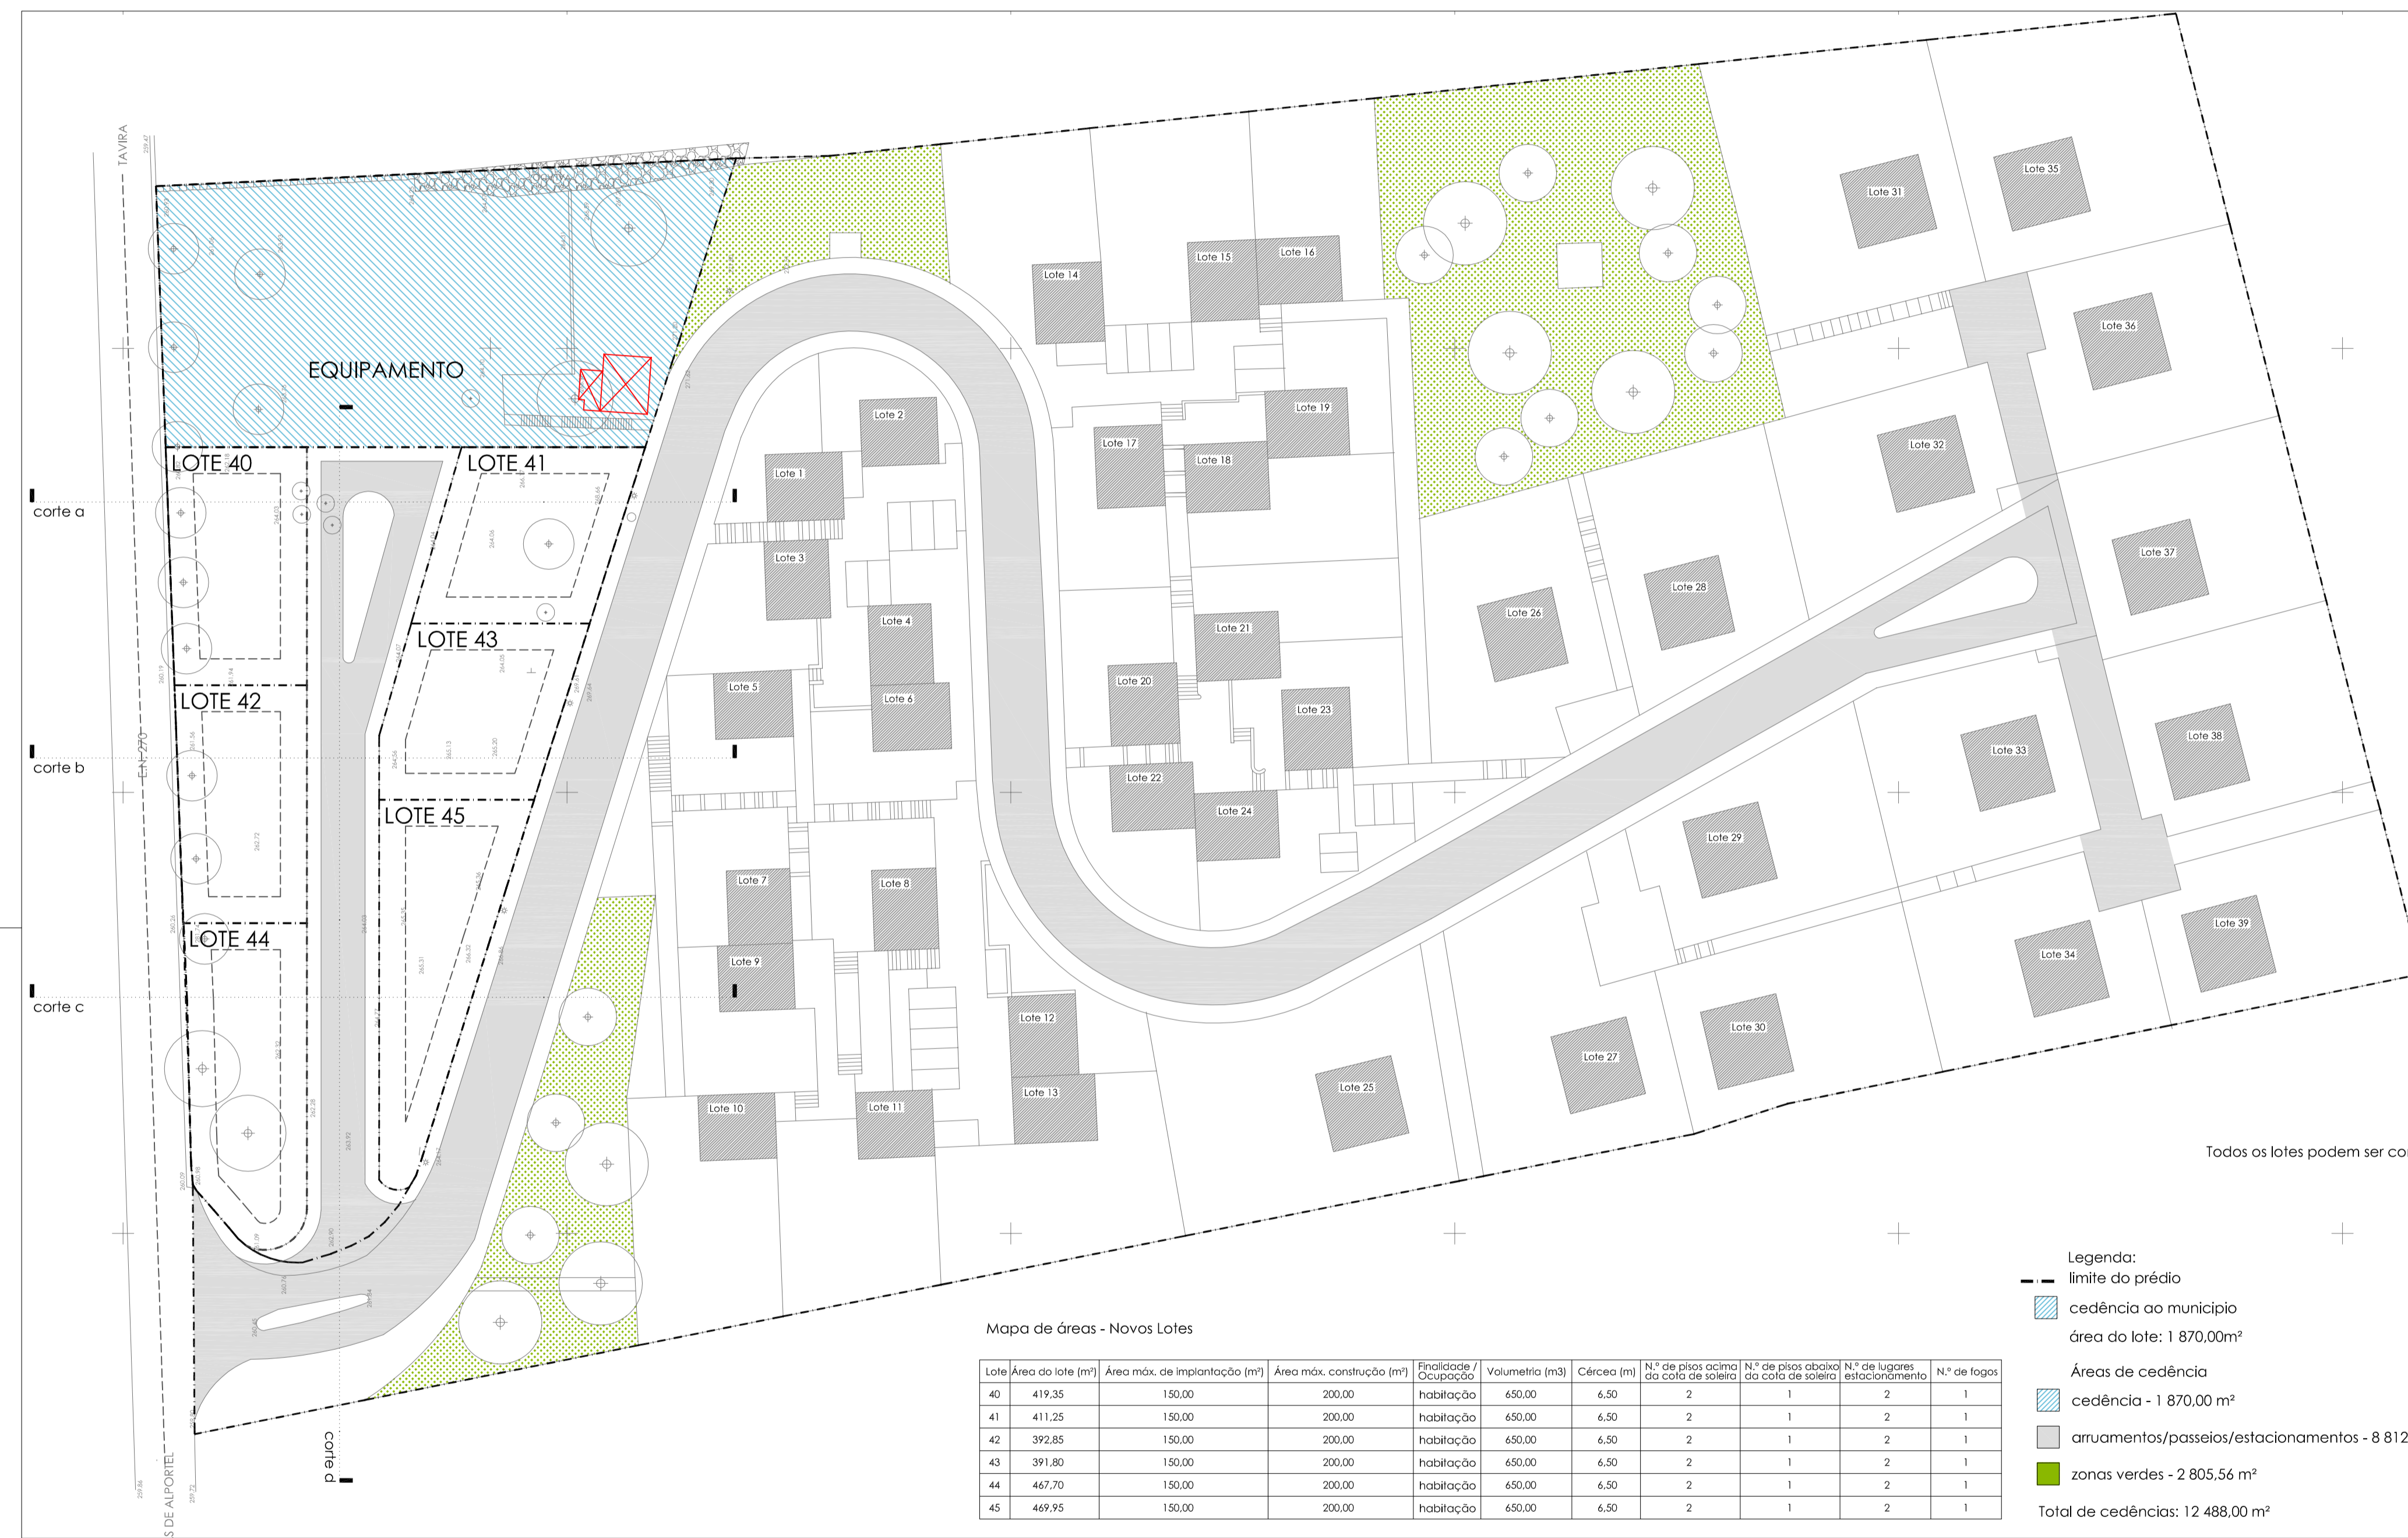 TAVIRA
E.N. 270
S DE ALPORTEL
EQUIPAMENTO
LOTE 40
LOTE 41
LOTE 42
LOTE 43
LOTE 44
LOTE 45
corte a
corte b
corte c
corte d
Lote 1
Lote 2
Lote 3
Lote 4
Lote 5
Lote 6
Lote 7
Lote 8
Lote 9
Lote 10
Lote 11
Lote 12
Lote 13
Lote 14
Lote 15
Lote 16
Lote 17
Lote 18
Lote 19
Lote 20
Lote 21
Lote 22
Lote 23
Lote 24
Lote 25
Lote 26
Lote 27
Lote 28
Lote 29
Lote 30
Lote 31
Lote 32
Lote 33
Lote 34
Lote 35
Lote 36
Lote 37
Lote 38
Lote 39
Todos os lotes podem ser co
Mapa de áreas - Novos Lotes
Lote Área do lote (m²) Área máx. de implantação (m²) Área máx. construção (m²) Finalidade / Ocupação Volumetria (m3) Cércea (m) N.º de pisos acima da cota de soleira N.º de pisos abaixo da cota de soleira N.º de lugares estacionamento N.º de fogos
40 419,35 150,00 200,00 habitação 650,00 6,50 2 1 2 1
41 411,25 150,00 200,00 habitação 650,00 6,50 2 1 2 1
42 392,85 150,00 200,00 habitação 650,00 6,50 2 1 2 1
43 391,80 150,00 200,00 habitação 650,00 6,50 2 1 2 1
44 467,70 150,00 200,00 habitação 650,00 6,50 2 1 2 1
45 469,95 150,00 200,00 habitação 650,00 6,50 2 1 2 1
Legenda:
limite do prédio
cedência ao municipio
área do lote: 1 870,00m²
Áreas de cedência
cedência - 1 870,00 m²
arruamentos/passeios/estacionamentos - 8 812
zonas verdes - 2 805,56 m²
Total de cedências: 12 488,00 m²